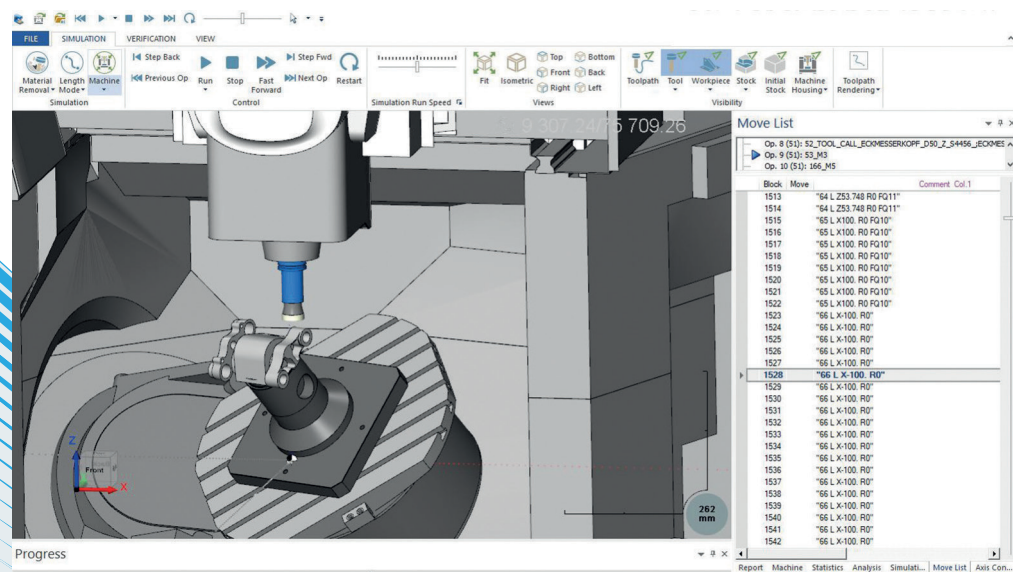 FILE SIMULATION VERIFICATION VIEW
Material Removal
Length Mode
Machine
Simulation
Step Back
Previous Op
Run
Stop
Fast Forward
Step Fwd
Next Op
Restart
Control
Simulation Run Speed
Fit
Isometric
Top
Bottom
Front
Back
Right
Left
Views
Toolpath
Tool
Workpiece
Stock
Initial Stock
Machine Housing
Visibility
Toolpath Rendering
Move List
Op. 8 (51): 52_TOOL_CALL_ECKMESSERKOPF_D50_Z_S4456_;ECKMES
Op. 9 (51): 53_M3
Op. 10 (51): 166_M5
Block Move Comment Col.1
1513 "64 L Z53.748 R0 FQ11"
1514 "64 L Z53.748 R0 FQ11"
1515 "65 L X100. R0 FQ10"
1516 "65 L X100. R0 FQ10"
1517 "65 L X100. R0 FQ10"
1518 "65 L X100. R0 FQ10"
1519 "65 L X100. R0 FQ10"
1520 "65 L X100. R0 FQ10"
1521 "65 L X100. R0 FQ10"
1522 "65 L X100. R0 FQ10"
1523 "66 L X-100. R0"
1524 "66 L X-100. R0"
1525 "66 L X-100. R0"
1526 "66 L X-100. R0"
1527 "66 L X-100. R0"
1528 "66 L X-100. R0"
1529 "66 L X-100. R0"
1530 "66 L X-100. R0"
1531 "66 L X-100. R0"
1532 "66 L X-100. R0"
1533 "66 L X-100. R0"
1534 "66 L X-100. R0"
1535 "66 L X-100. R0"
1536 "66 L X-100. R0"
1537 "66 L X-100. R0"
1538 "66 L X-100. R0"
1539 "66 L X-100. R0"
1540 "66 L X-100. R0"
1541 "66 L X-100. R0"
1542 "66 L X-100. R0"
Z
Front
X
262
mm
Progress
Report Machine Statistics Analysis Simulati... Move List Axis Con...